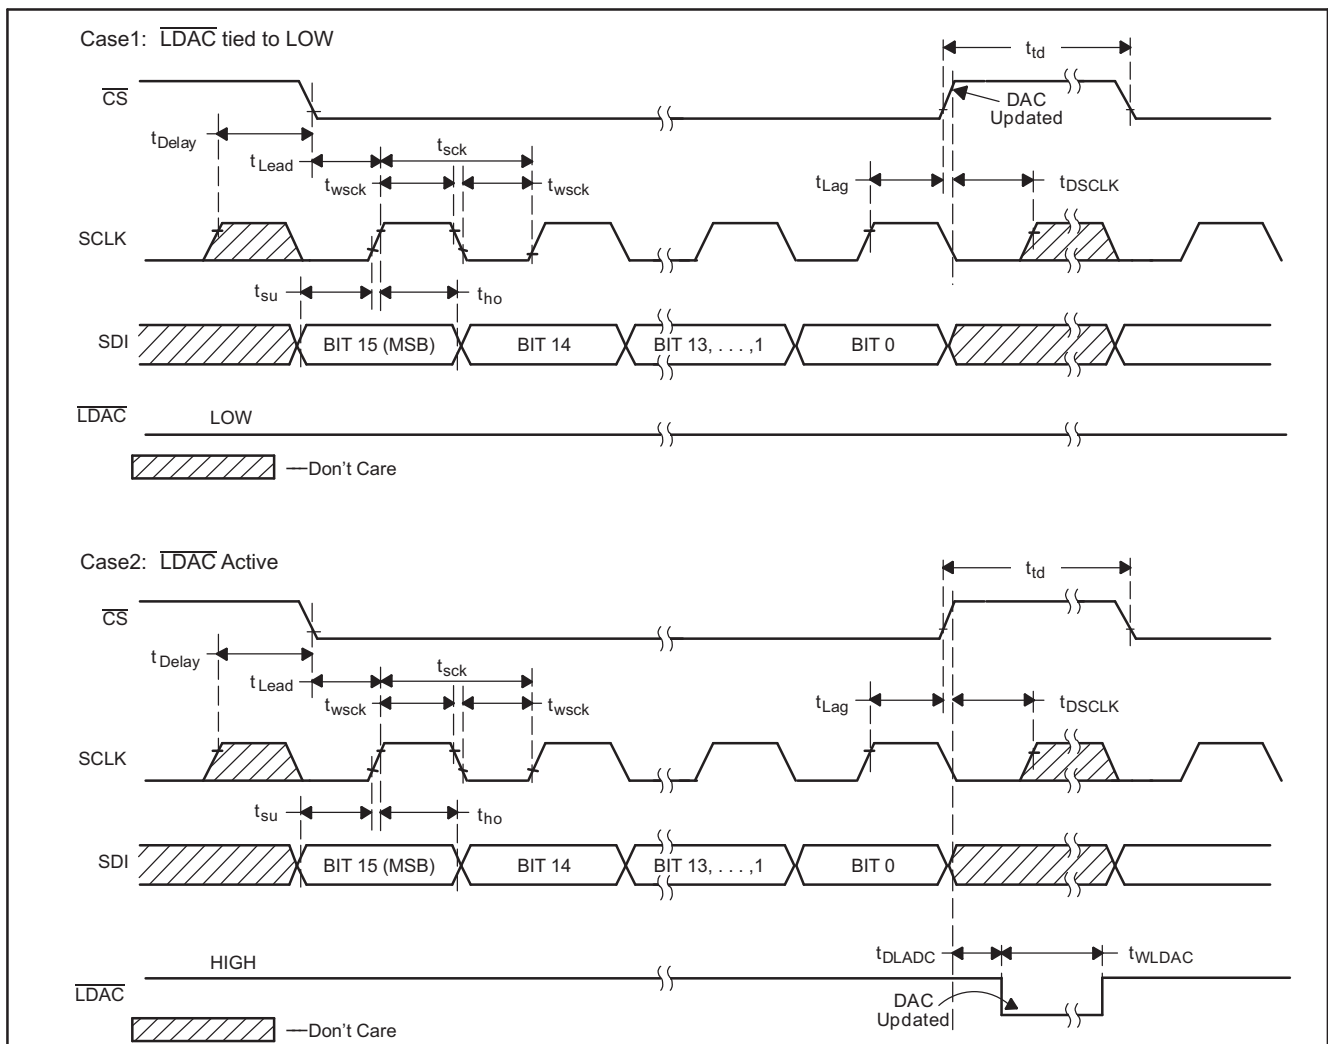 Case1: LDAC tied to LOW
CS
t_td
DAC
Updated
t_Delay
t_Lead
t_sck
t_wsck
t_wsck
t_Lag
t_DSCLK
SCLK
t_su
t_ho
SDI
BIT 15 (MSB)
BIT 14
BIT 13, . . . ,1
BIT 0
LDAC
LOW
Don't Care
Case2: LDAC Active
t_td
CS
t_Delay
t_Lead
t_sck
t_wsck
t_wsck
t_Lag
t_DSCLK
SCLK
t_su
t_ho
SDI
BIT 15 (MSB)
BIT 14
BIT 13, . . . ,1
BIT 0
HIGH
t_DLADC
t_WLDAC
LDAC
DAC
Updated
Don't Care